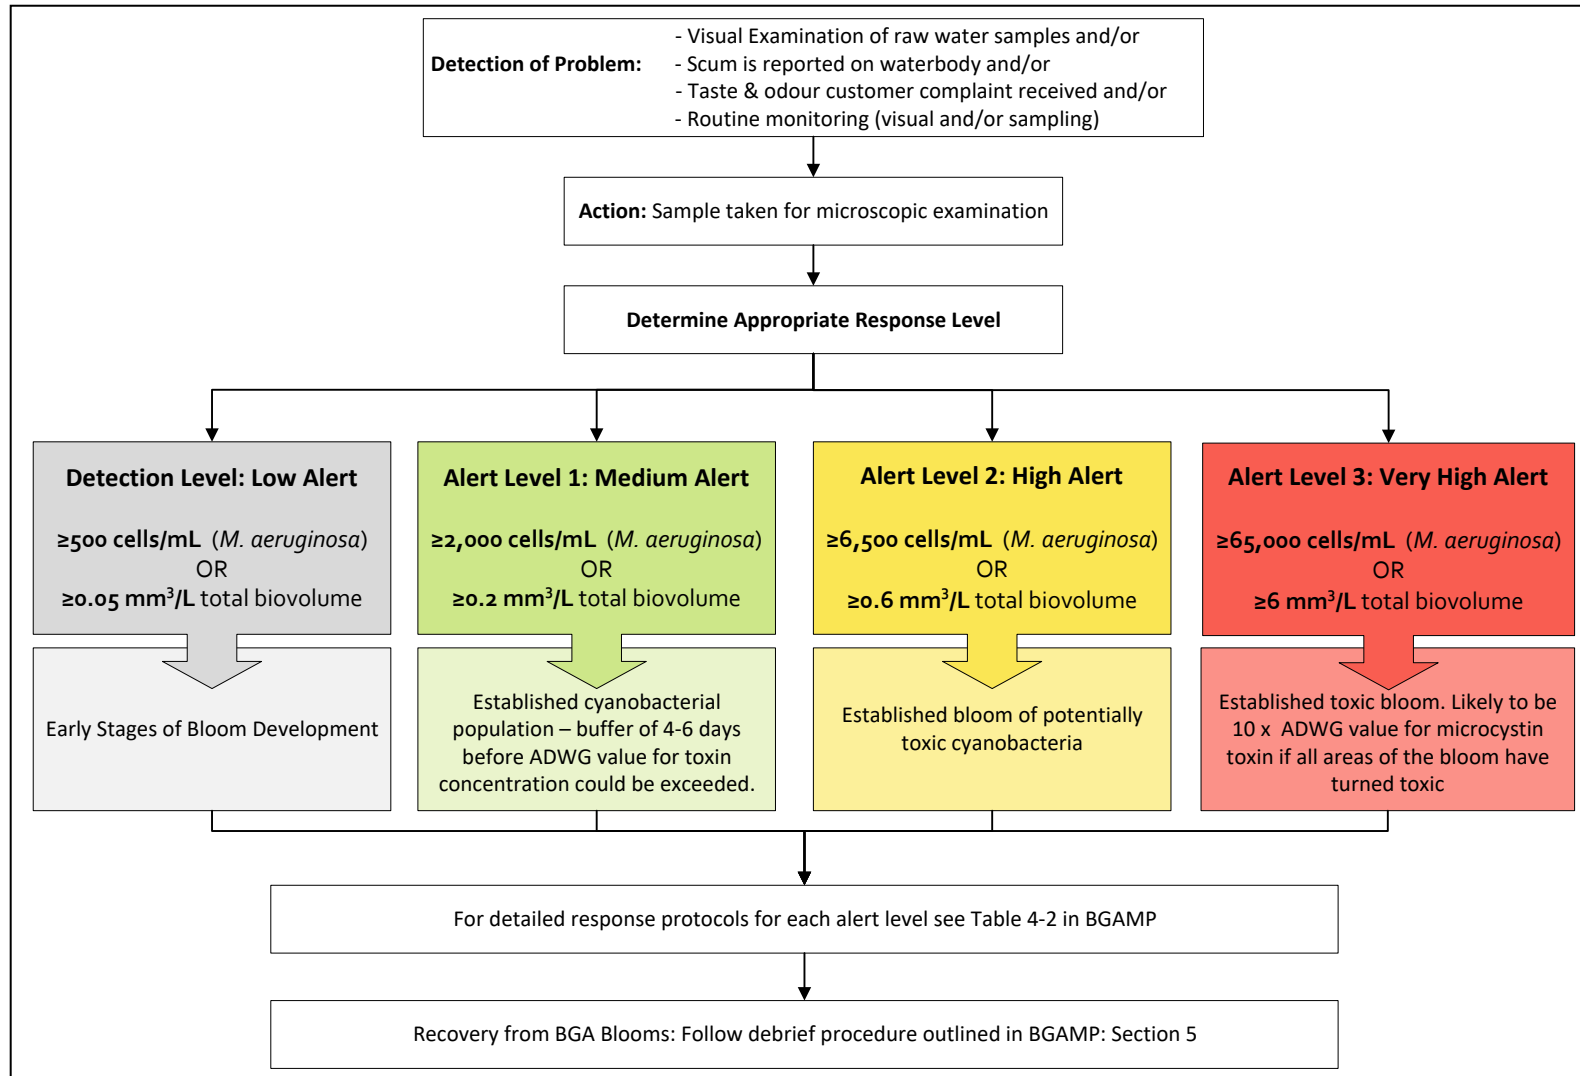 Detection of Problem:
- Visual Examination of raw water samples and/or
- Scum is reported on waterbody and/or
- Taste & odour customer complaint received and/or
- Routine monitoring (visual and/or sampling)
Action: Sample taken for microscopic examination
Determine Appropriate Response Level
Detection Level: Low Alert
≥500 cells/mL (M. aeruginosa)
OR
≥0.05 mm³/L total biovolume
Early Stages of Bloom Development
Alert Level 1: Medium Alert
≥2,000 cells/mL (M. aeruginosa)
OR
≥0.2 mm³/L total biovolume
Established cyanobacterial
population – buffer of 4-6 days
before ADWG value for toxin
concentration could be exceeded.
Alert Level 2: High Alert
≥6,500 cells/mL (M. aeruginosa)
OR
≥0.6 mm³/L total biovolume
Established bloom of potentially
toxic cyanobacteria
Alert Level 3: Very High Alert
≥65,000 cells/mL (M. aeruginosa)
OR
≥6 mm³/L total biovolume
Established toxic bloom. Likely to be
10 x ADWG value for microcystin
toxin if all areas of the bloom have
turned toxic
For detailed response protocols for each alert level see Table 4-2 in BGAMP
Recovery from BGA Blooms: Follow debrief procedure outlined in BGAMP: Section 5